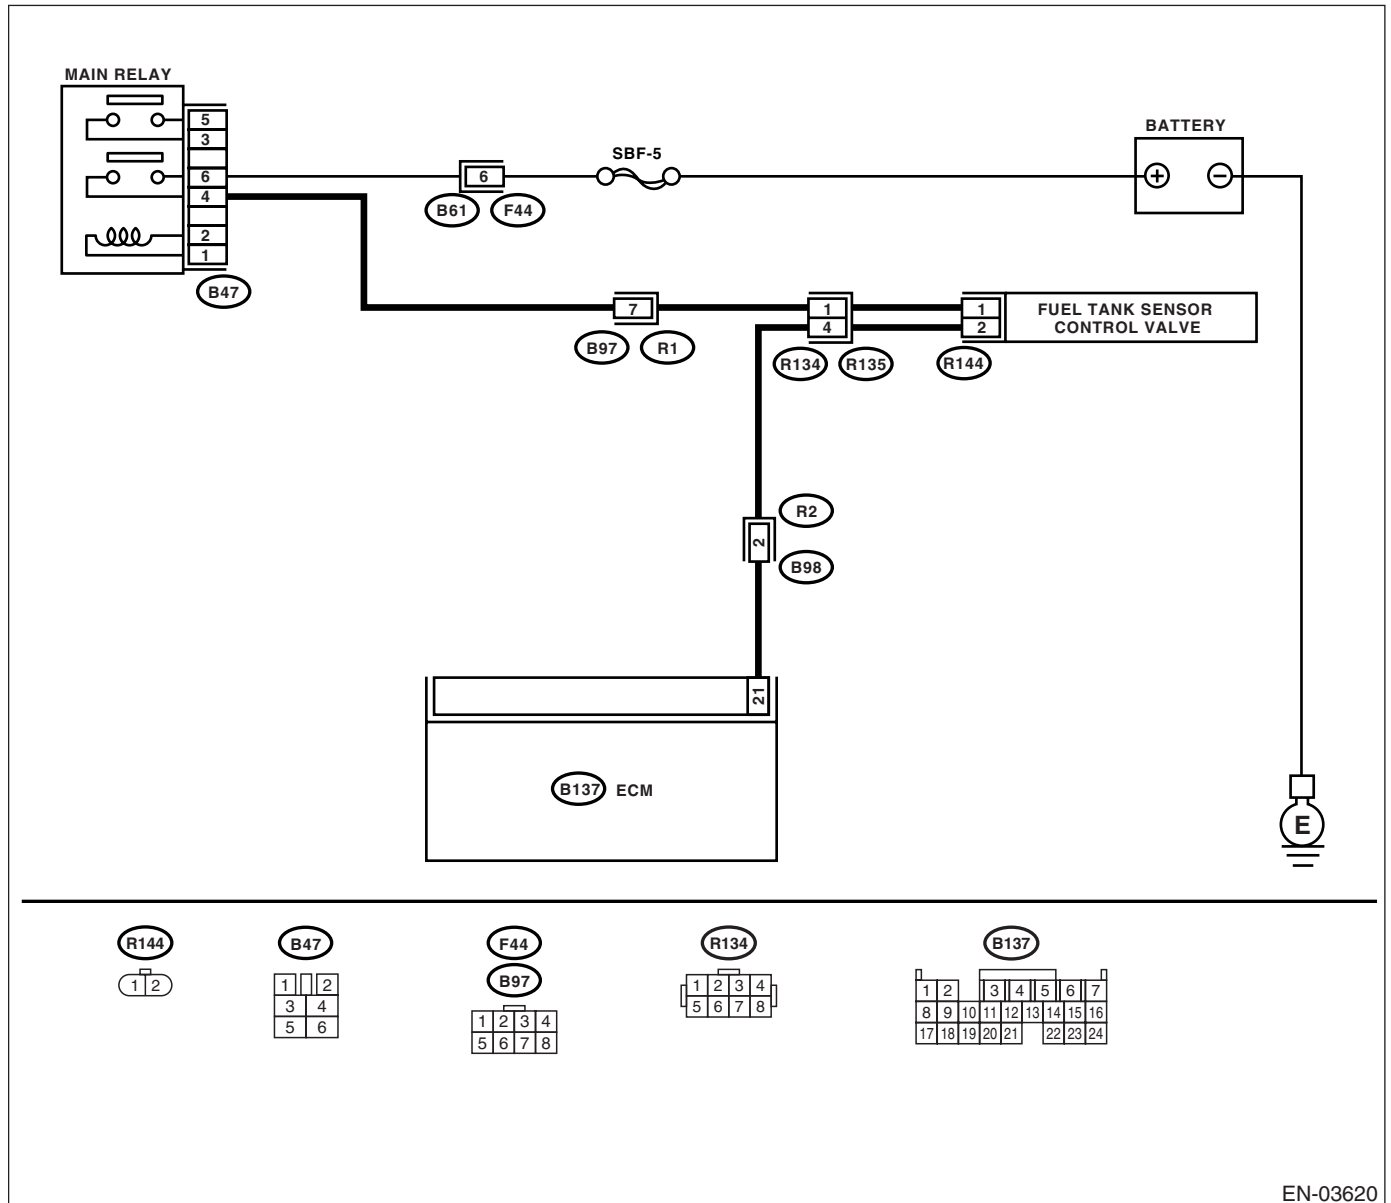 MAIN RELAY
5
3
6
4
2
1
B47
6
B61 F44
SBF-5
BATTERY
+ −
7
B97 R1
1
4
R134 R135
1
2
R144
FUEL TANK SENSOR
CONTROL VALVE
R2
2
B98
21
B137 ECM
E
R144
1 2
B47
1 2
3 4
5 6
F44
B97
1 2 3 4
5 6 7 8
R134
1 2 3 4
5 6 7 8
B137
1 2 3 4 5 6 7
8 9 10 11 12 13 14 15 16
17 18 19 20 21 22 23 24
EN-03620